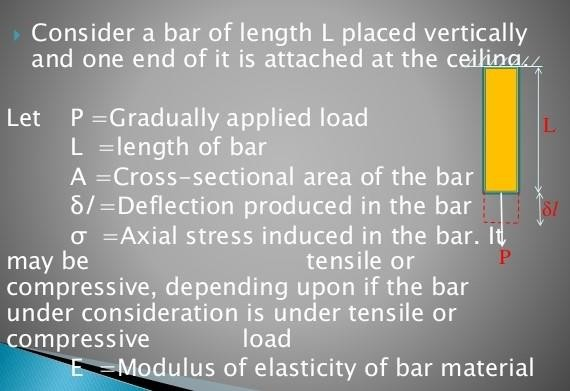 Consider a bar of length L placed vertically
and one end of it is attached at the ceiling.
Let P =Gradually applied load
L =length of bar
L
A =Cross-sectional area of the bar
δl=Deflection produced in the bar
δl
σ =Axial stress induced in the bar. It
may be tensile or
P
compressive, depending upon if the bar
under consideration is under tensile or
compressive load
E =Modulus of elasticity of bar material